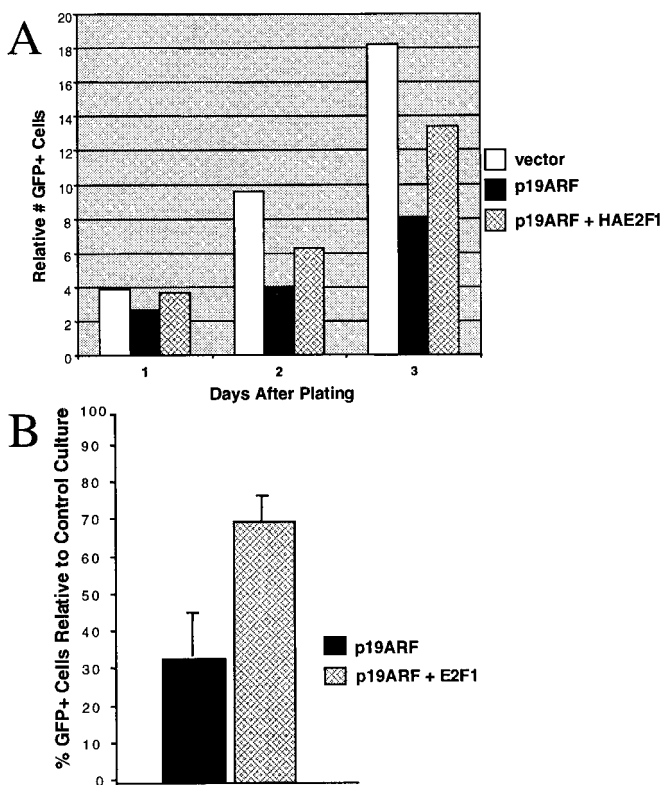 A
Relative # GFP+ Cells
20
18
16
14
12
10
8
6
4
2
0
1
2
3
Days After Plating
vector
p19ARF
p19ARF + HAE2F1
B
% GFP+ Cells Relative to Control Culture
100
90
80
70
60
50
40
30
20
10
0
p19ARF
p19ARF + E2F1